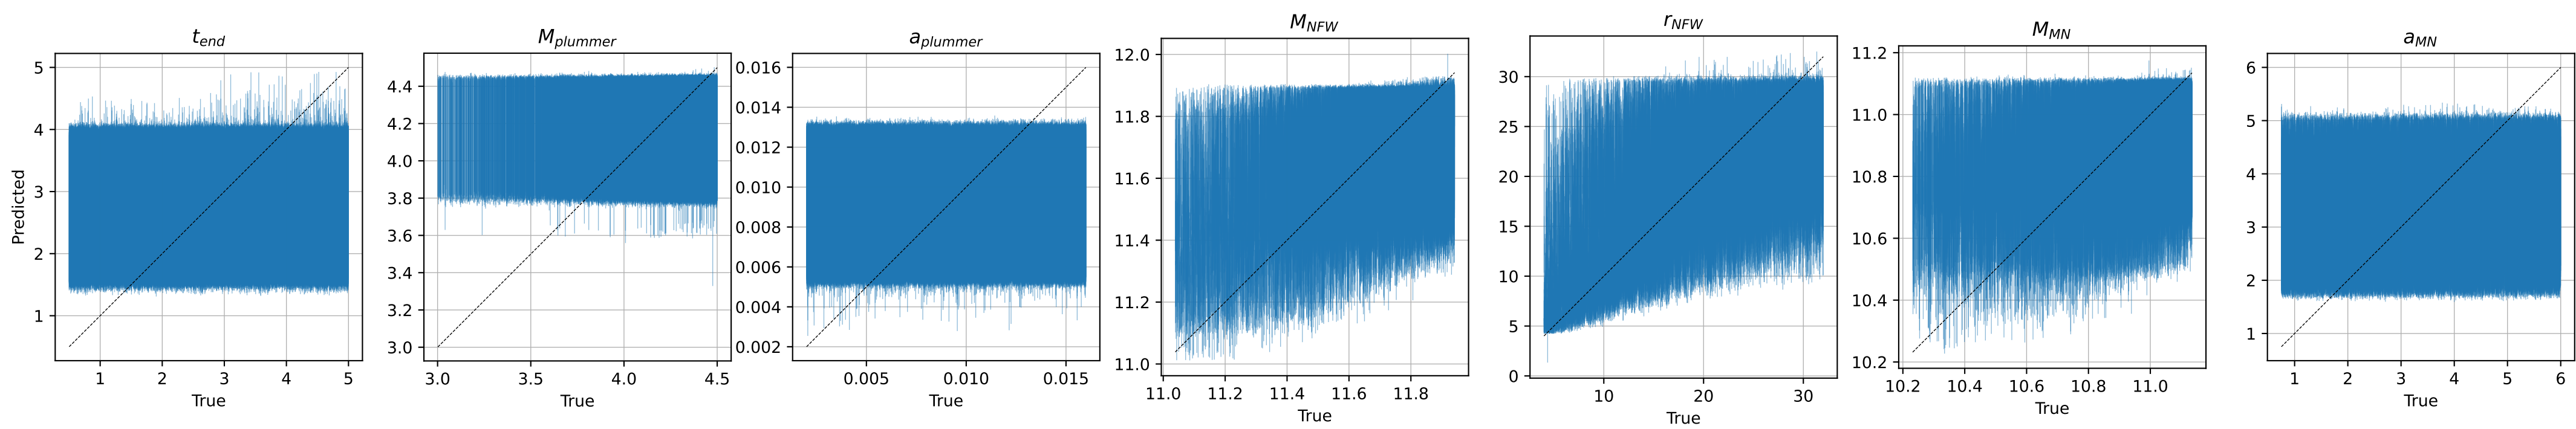 t_end
5
4
3
2
1
Predicted
1 2 3 4 5
True
M_plummer
4.4
4.2
4.0
3.8
3.6
3.4
3.2
3.0
3.0 3.5 4.0 4.5
True
a_plummer
0.016
0.014
0.012
0.010
0.008
0.006
0.004
0.002
0.005 0.010 0.015
True
M_NFW
12.0
11.8
11.6
11.4
11.2
11.0
11.0 11.2 11.4 11.6 11.8
True
r_NFW
30
25
20
15
10
5
0
10 20 30
True
M_MN
11.2
11.0
10.8
10.6
10.4
10.2
10.2 10.4 10.6 10.8 11.0
True
a_MN
6
5
4
3
2
1
1 2 3 4 5 6
True